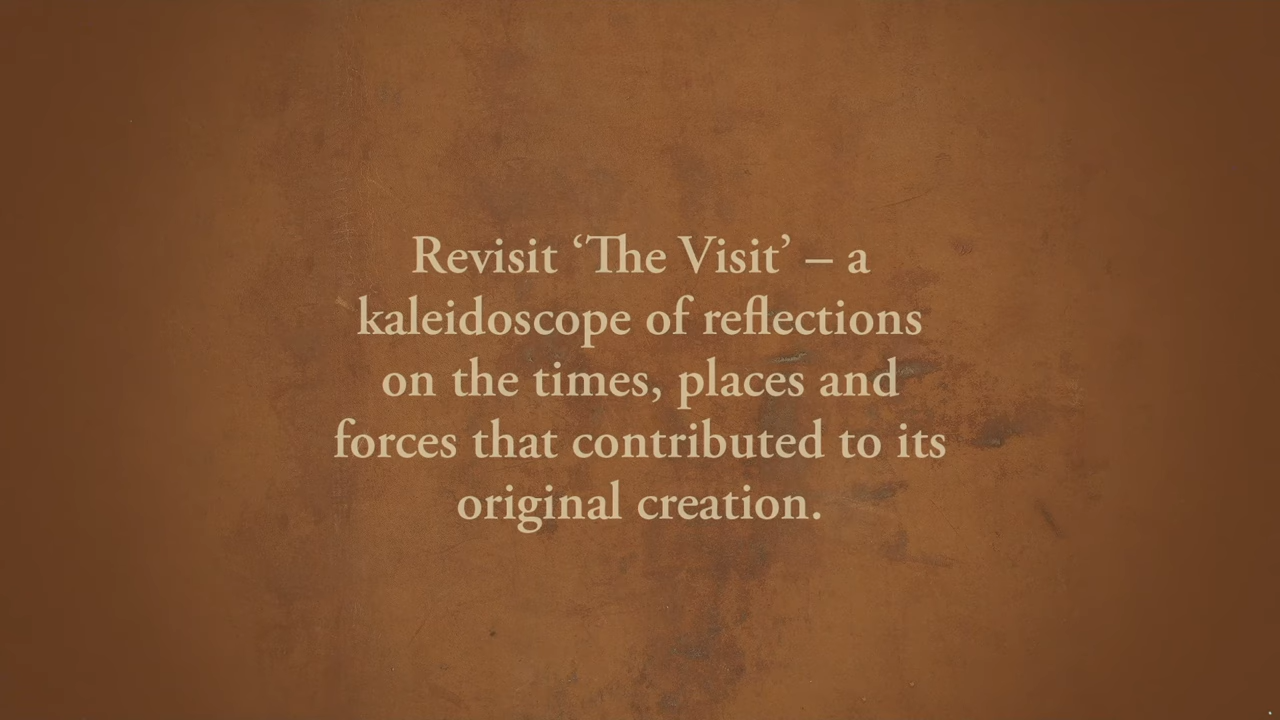 Revisit ‘The Visit’ – a
kaleidoscope of reflections
on the times, places and
forces that contributed to its
original creation.